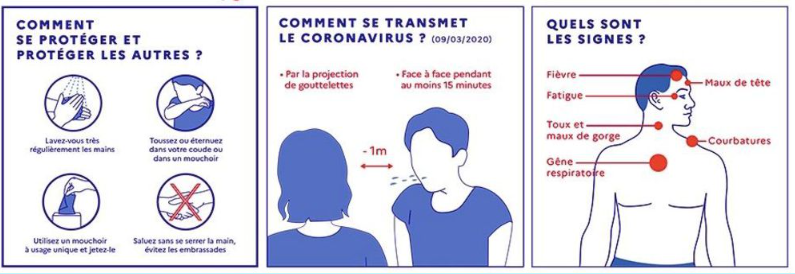 COMMENT
SE PROTÉGER ET
PROTÉGER LES AUTRES ?
Lavez-vous très
régulièrement les mains
Toussez ou éternuez
dans votre coude ou
dans un mouchoir
Utilisez un mouchoir
à usage unique et jetez-le
Saluez sans se serrer la main,
évitez les embrassades
COMMENT SE TRANSMET
LE CORONAVIRUS ? (09/03/2020)
• Par la projection
de gouttelettes
• Face à face pendant
au moins 15 minutes
- 1m
QUELS SONT
LES SIGNES ?
Fièvre
Maux de tête
Fatigue
Toux et
maux de gorge
Courbatures
Gêne
respiratoire